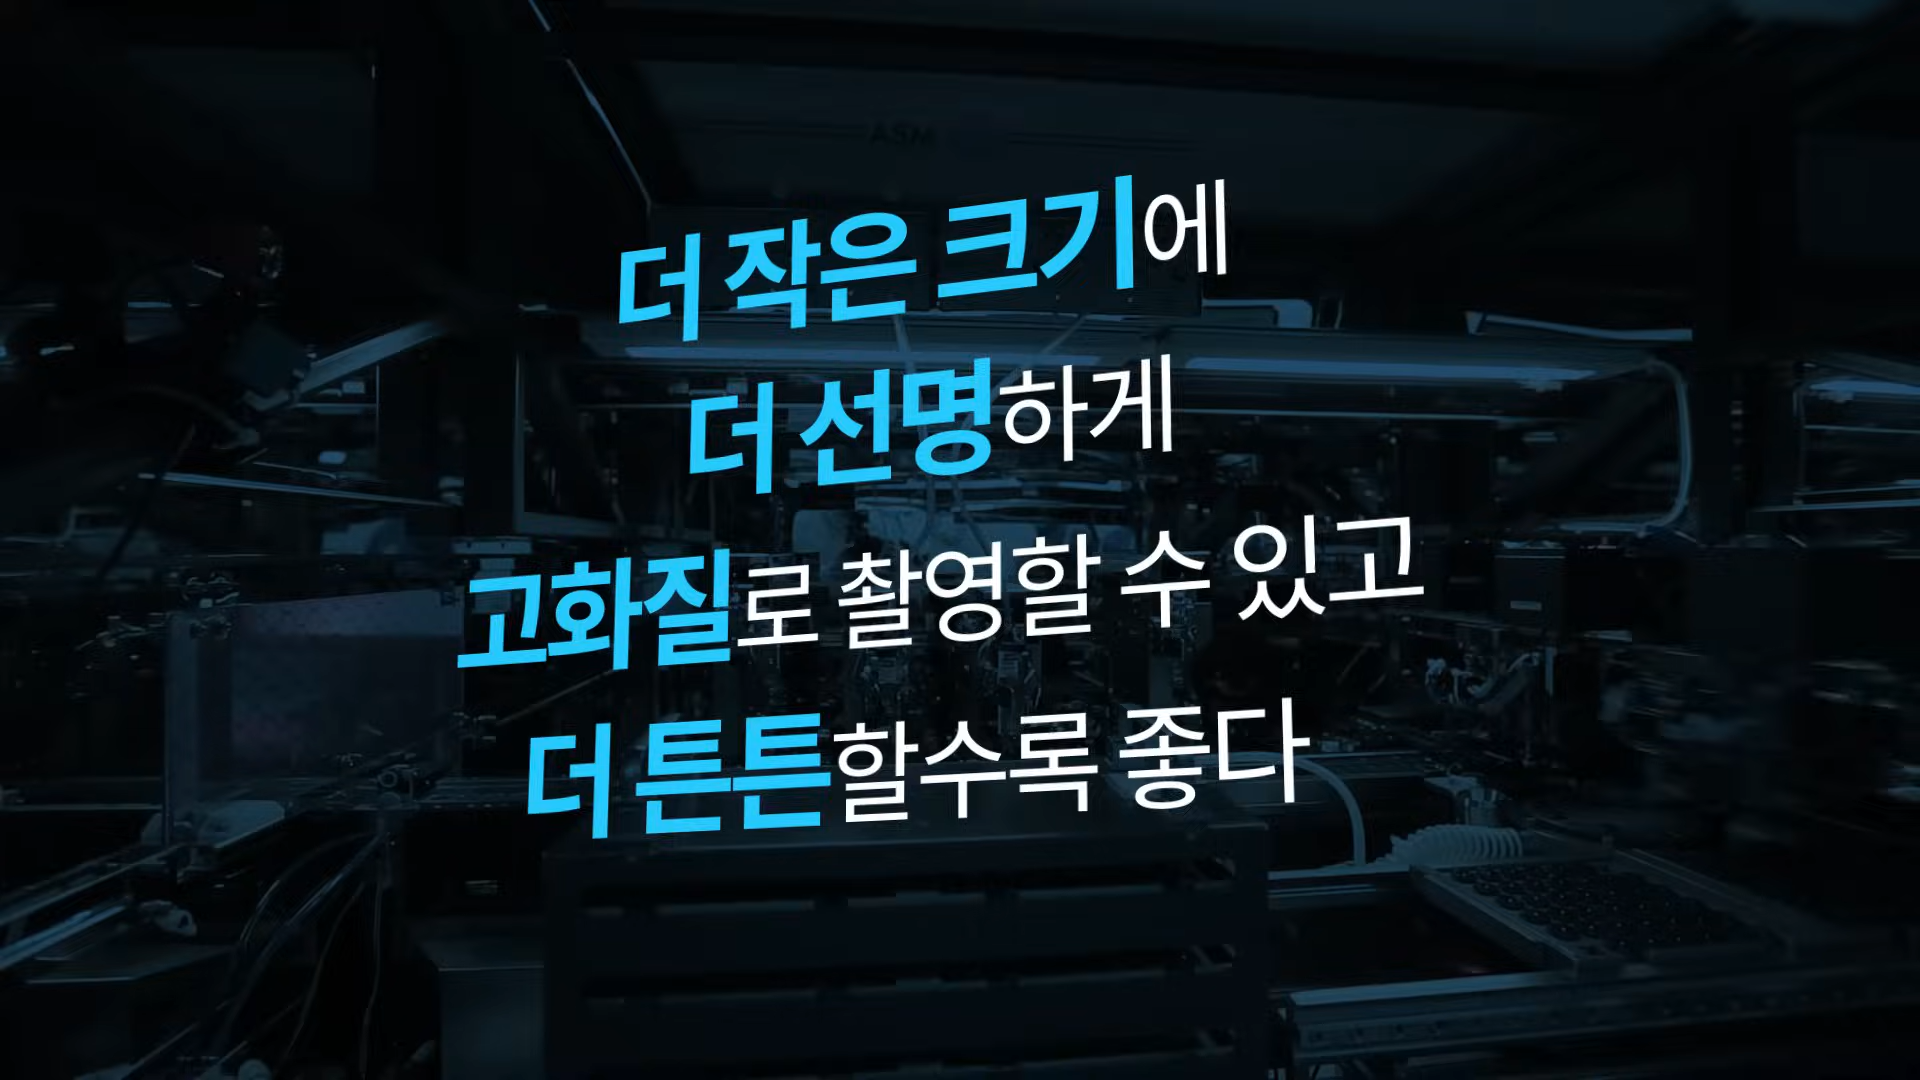 더 작은 크기에
더 선명하게
고화질로 촬영할 수 있고
더 튼튼할수록 좋다
ASM